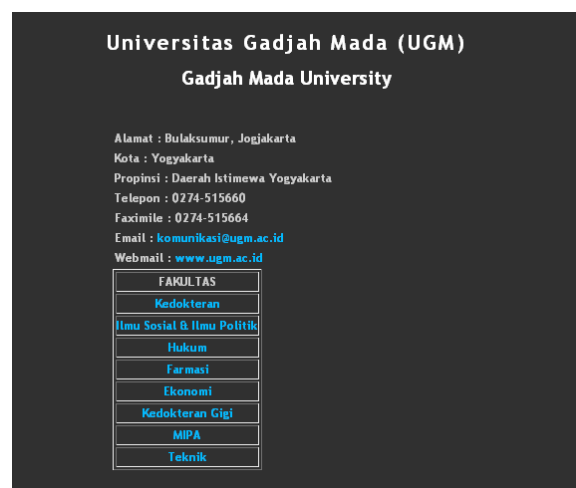 Universitas Gadjah Mada (UGM)
Gadjah Mada University
Alamat : Bulaksumur, Jogjakarta
Kota : Yogyakarta
Propinsi : Daerah Istimewa Yogyakarta
Telepon : 0274-515660
Faximile : 0274-515664
Email : komunikasi@ugm.ac.id
Webmail : www.ugm.ac.id
FAKULTAS
Kedokteran
Ilmu Sosial & Ilmu Politik
Hukum
Farmasi
Ekonomi
Kedokteran Gigi
MIPA
Teknik